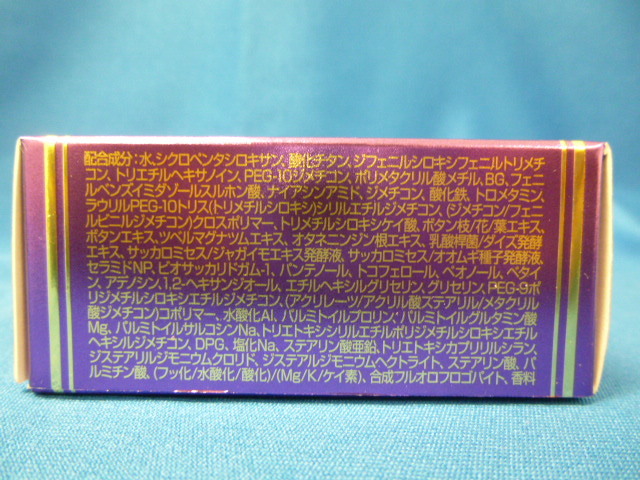 配合成分：水、シクロペンタシロキサン、酸化チタン、ジフェニルシロキシフェニルトリメチ
コン、トリエチルヘキサノイン、PEG-10ジメチコン、ポリメタクリル酸メチル、BG、フェニ
ルベンズイミダゾールスルホン酸、ナイアシンアミド、ジメチコン、酸化鉄、トロメタミン、
ラウリルPEG-10トリス(トリメチルシロキシ)シリルエチルジメチコン、(ジメチコン/フェニ
ルビニルジメチコン)クロスポリマー、トリメチルシロキシケイ酸、ボタン枝/花/葉エキス、
ボタンエキス、ツベルマグナツムエキス、オタネニンジン根エキス、乳酸桿菌/ダイズ発酵
エキス、サッカロミセス/ジャガイモエキス発酵液、サッカロミセス/オオムギ種子発酵液、
セラミドNP、ビオサッカリドガム-1、パンテノール、トコフェロール、ペオノール、ベタイ
ン、アデノシン、1,2-ヘキサンジオール、エチルヘキシルグリセリン、グリセリン、PEG-9ポ
リジメチルシロキシエチルジメチコン、(アクリレーツ/アクリル酸ステアリル/メタクリル
酸ジメチコン)コポリマー、水酸化Al、パルミトイルプロリン、パルミトイルグルタミン酸
Mg、パルミトイルサルコシンNa、トリエトキシシリルエチルポリジメチルシロキシエチル
ヘキシルジメチコン、DPG、塩化Na、ステアリン酸亜鉛、トリエトキシカプリリルシラン、
ジステアリルジモニウムクロリド、ジステアルジモニウムヘクトライト、ステアリン酸、パ
ルミチン酸、(フッ化/水酸化/酸化)/(Mg/K/ケイ素)、合成フルオロフロゴパイト、香料